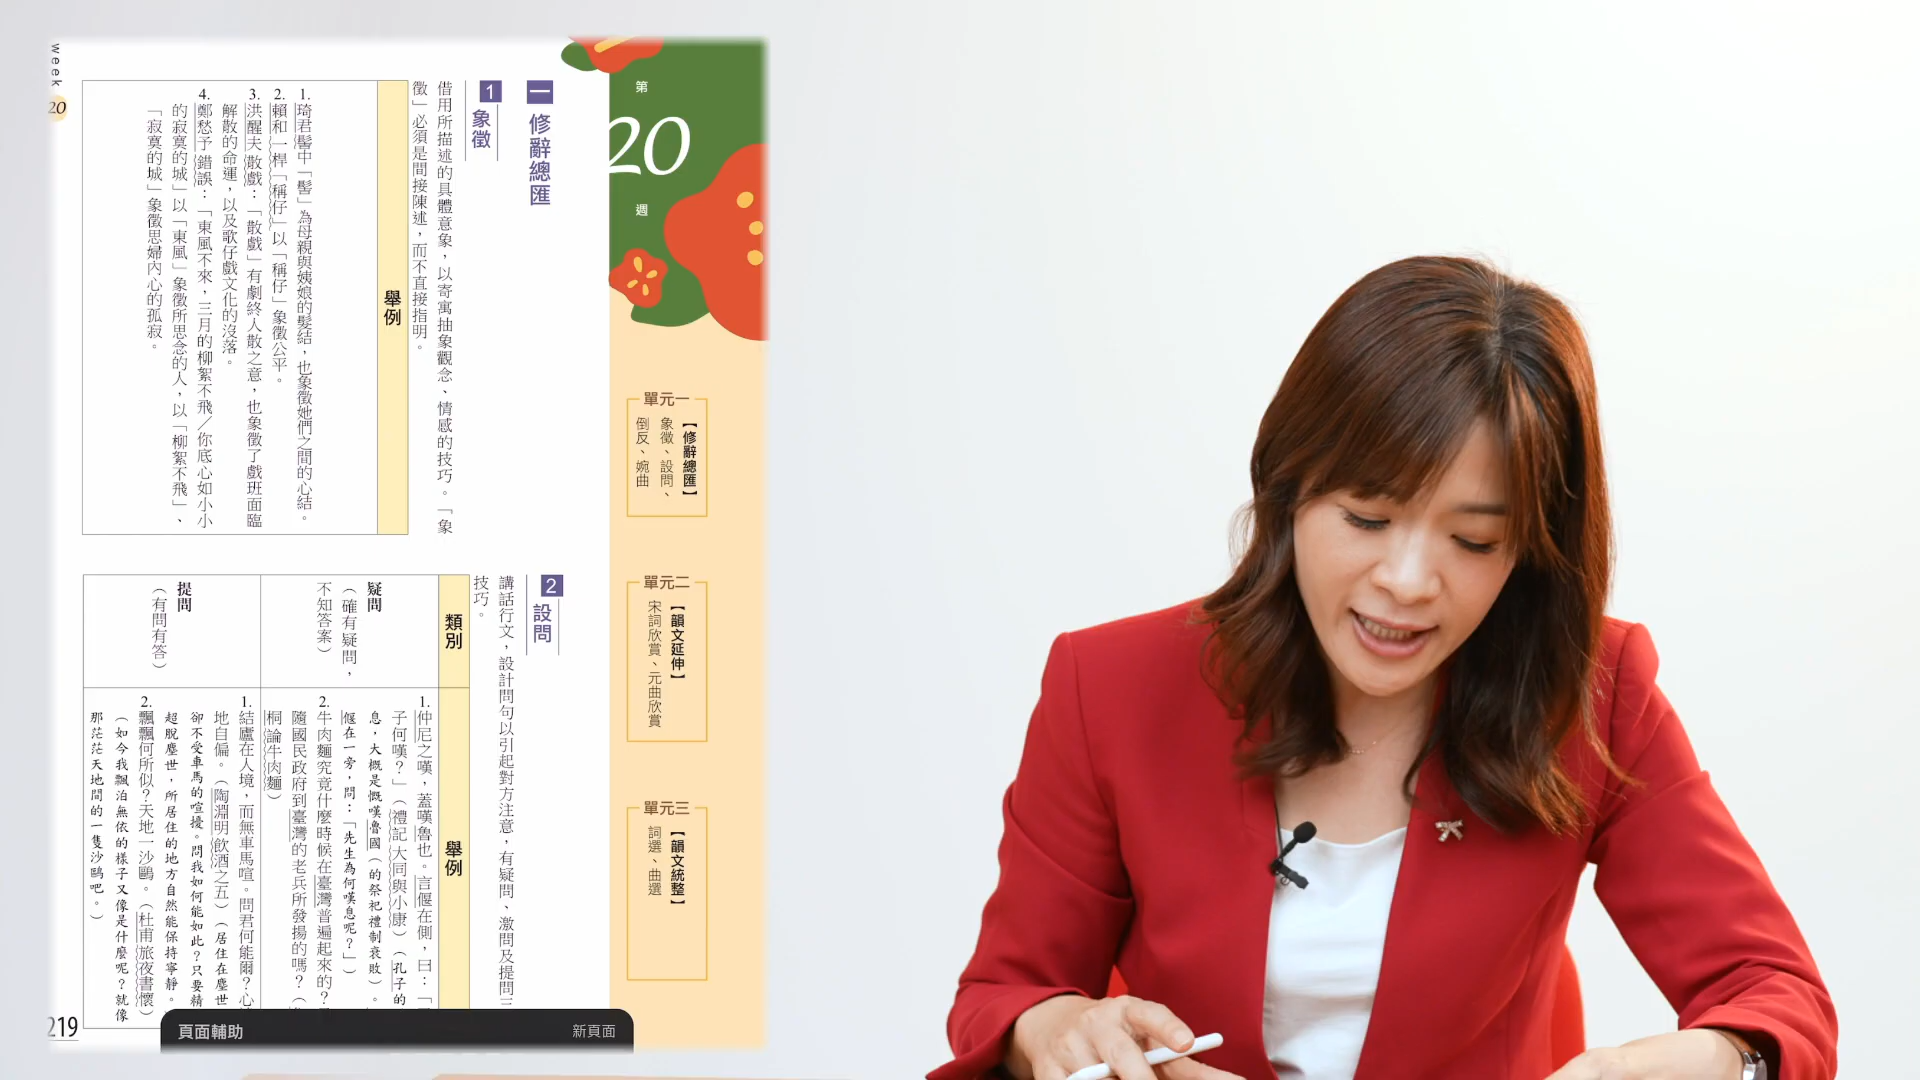 week
20
第
20
週
單元一
【修辭總匯】
象徵、設問、
倒反、婉曲
單元二
【韻文延伸】
宋詞欣賞、元曲欣賞
單元三
【韻文統整】
詞選、曲選
一 修辭總匯
1 象徵
借用所描述的具體意象，以寄寓抽象觀念、情感的技巧。「象
徵」必須是間接陳述，而不直接指明。
舉例
1. 琦君髻中「髻」為母親與姨娘的髮結，也象徵她們之間的心結。
2. 賴和一桿「稱仔」以「稱仔」象徵公平。
3. 洪醒夫散戲：「散戲」有劇終人散之意，也象徵了戲班面臨
解散的命運，以及歌仔戲文化的沒落。
4. 鄭愁予錯誤：「東風不來，三月的柳絮不飛／你底心如小小
的寂寞的城」以「東風」象徵所思念的人，以「柳絮不飛」、
「寂寞的城」象徵思婦內心的孤寂。
2 設問
講話行文，設計問句以引起對方注意，有疑問、激問及提問三
技巧。
類別
舉例
疑問
（確有疑問，
不知答案）
1. 仲尼之嘆，蓋嘆魯也。言偃在側，曰：「
子何嘆？」（禮記大同與小康）（孔子的
息，大概是慨嘆魯國（的祭祀禮制衰敗）。
偃在一旁，問：「先生為何嘆息呢？」）
2. 牛肉麵究竟什麼時候在臺灣普遍起來的？
隨國民政府到臺灣的老兵所發揚的嗎？（
桐論牛肉麵）
提問
（有問有答）
1. 結廬在人境，而無車馬喧。問君何能爾？心
地自偏。（陶淵明飲酒之五）（居住在塵世
卻不受車馬的喧擾。問我如何能如此？只要精
超脫塵世，所居住的地方自然能保持寧靜。
2. 飄飄何所似？天地一沙鷗。（杜甫旅夜書懷）
（如今我飄泊無依的樣子又像是什麼呢？就像
那茫茫天地間的一隻沙鷗吧。）
219
頁面輔助
新頁面